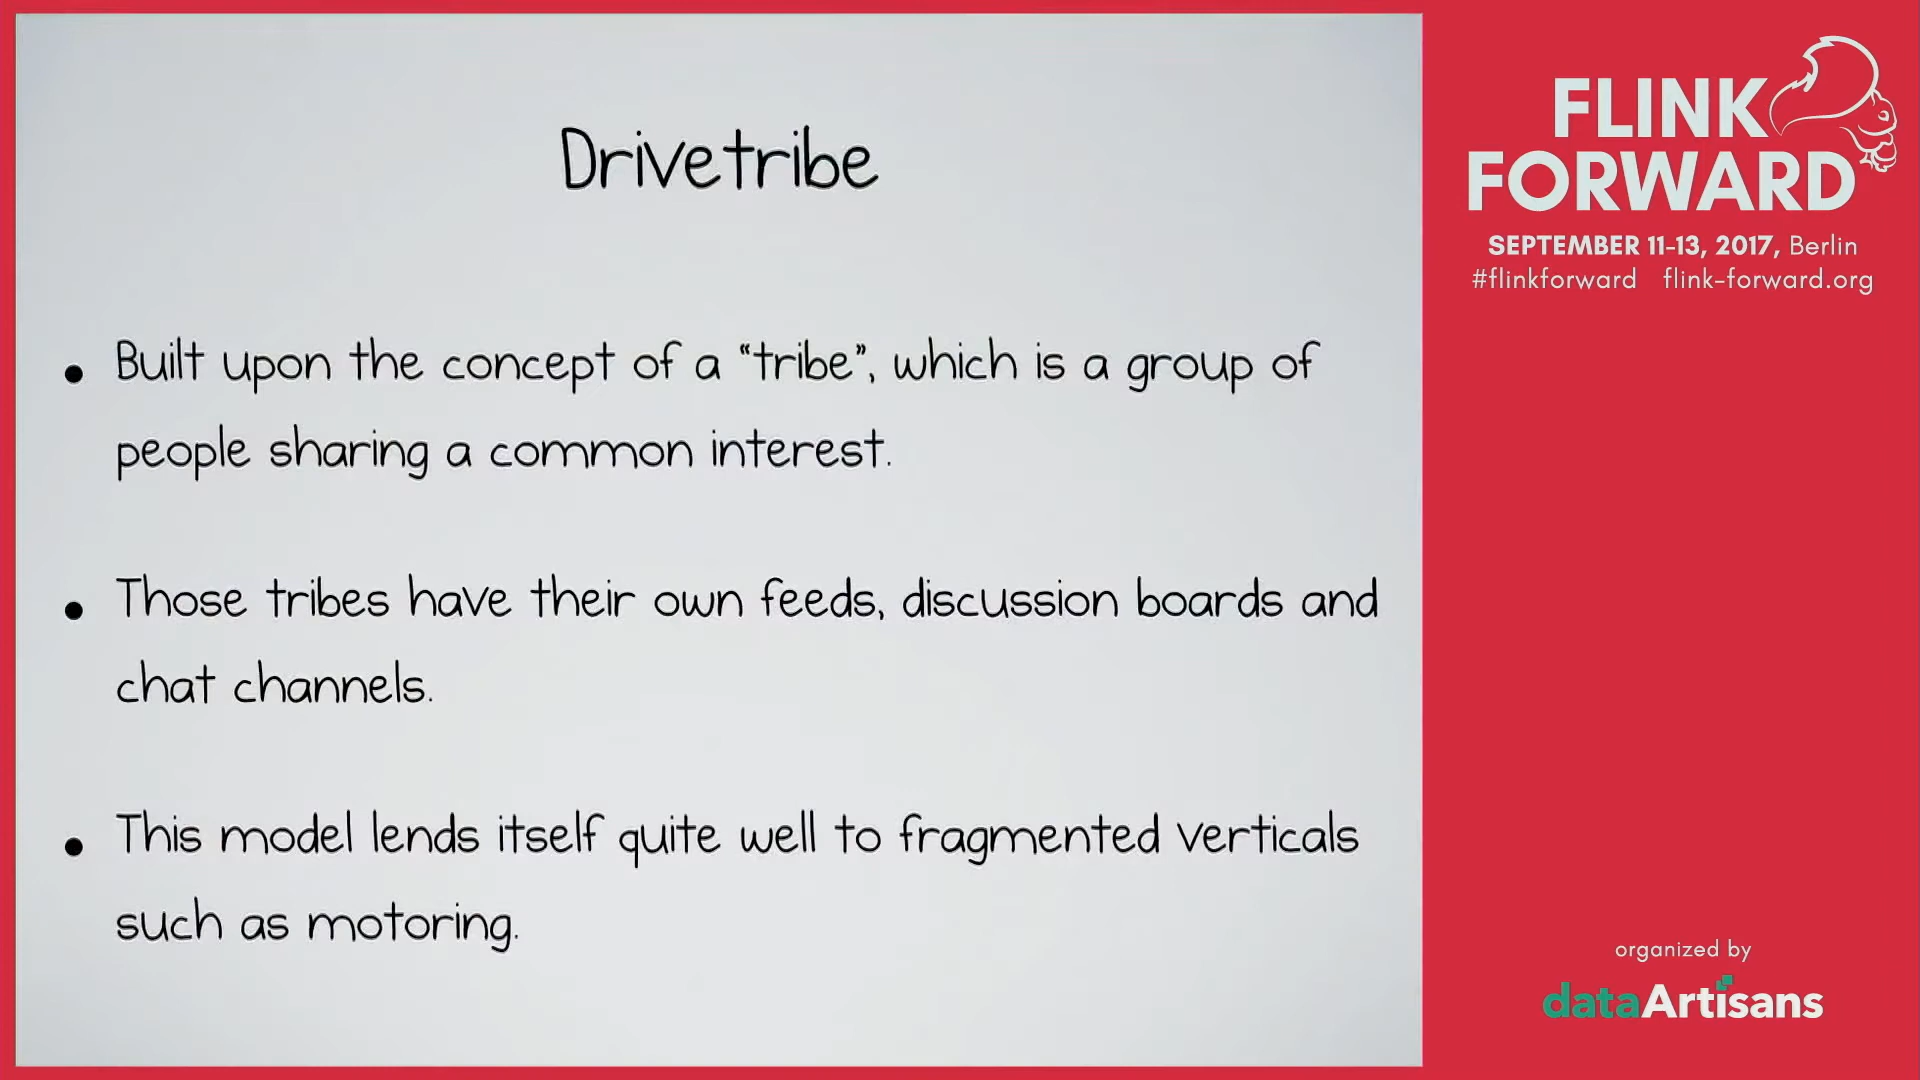 Drivetribe
• Built upon the concept of a “tribe”, which is a group of
people sharing a common interest.
• Those tribes have their own feeds, discussion boards and
chat channels.
• This model lends itself quite well to fragmented verticals
such as motoring.
FLINK
FORWARD
SEPTEMBER 11-13, 2017, Berlin
#flinkforward flink-forward.org
organized by
dataArtisans